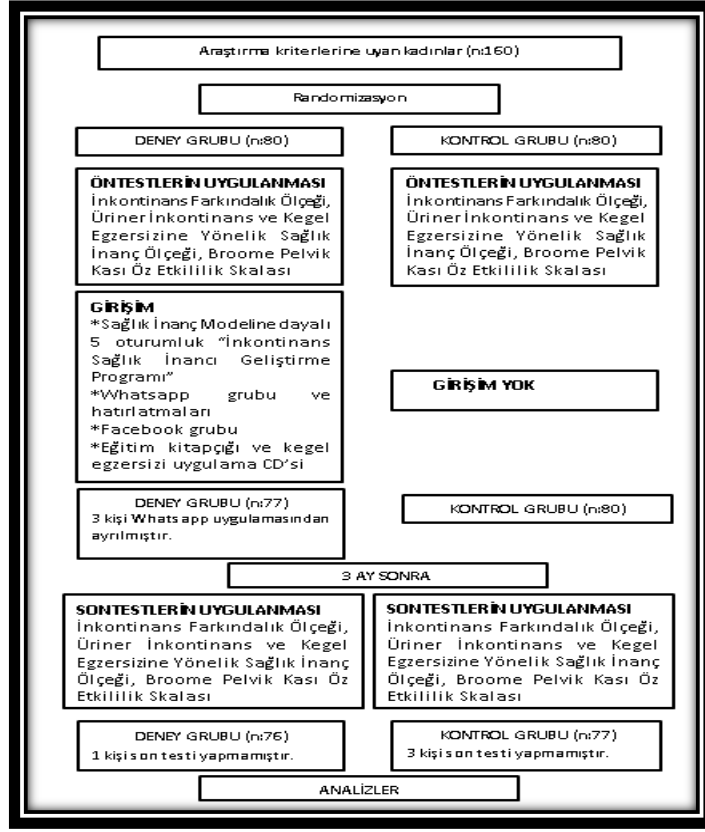 Araştırma kriterlerine uyan kadınlar (n:160)
Randomizasyon
DENEY GRUBU (n:80)
KONTROL GRUBU (n:80)
ÖNTESTLERİN UYGULANMASI
İnkontinans Farkındalık Ölçeği,
Üriner İnkontinans ve Kegel
Egzersizine Yönelik Sağlık
İnanç Ölçeği, Broome Pelvik
Kası Öz Etkililik Skalası
ÖNTESTLERİN UYGULANMASI
İnkontinans Farkındalık Ölçeği,
Üriner İnkontinans ve Kegel
Egzersizine Yönelik Sağlık
İnanç Ölçeği, Broome Pelvik
Kası Öz Etkililik Skalası
GİRİŞİM
*Sağlık İnanç Modeline dayalı
5 oturumluk “İnkontinans
Sağlık İnancı Geliştirme
Programı”
*Whatsapp grubu ve
hatırlatmaları
*Facebook grubu
*Eğitim kitapçığı ve kegel
egzersizi uygulama CD’si
GİRİŞİM YOK
DENEY GRUBU (n:77)
3 kişi Whatsapp uygulamasından
ayrılmıştır.
KONTROL GRUBU (n:80)
3 AY SONRA
SONTESTLERİN UYGULANMASI
İnkontinans Farkındalık Ölçeği,
Üriner İnkontinans ve Kegel
Egzersizine Yönelik Sağlık İnanç
Ölçeği, Broome Pelvik Kası Öz
Etkililik Skalası
SONTESTLERİN UYGULANMASI
İnkontinans Farkındalık Ölçeği,
Üriner İnkontinans ve Kegel
Egzersizine Yönelik Sağlık İnanç
Ölçeği, Broome Pelvik Kası Öz
Etkililik Skalası
DENEY GRUBU (n:76)
1 kişi son testi yapmamıştır.
KONTROL GRUBU (n:77)
3 kişi son testi yapmamıştır.
ANALİZLER